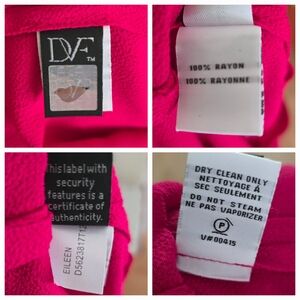 DVF
TM
100% RAYON
100% RAYONNE
This label with
security
features is a
certificate of
authenticity.
EILEEN
DRY CLEAN ONLY
NETTOYAGE À
SEC SEULEMENT
DO NOT STEAM
NE PAS VAPORIZER
P
V#00415